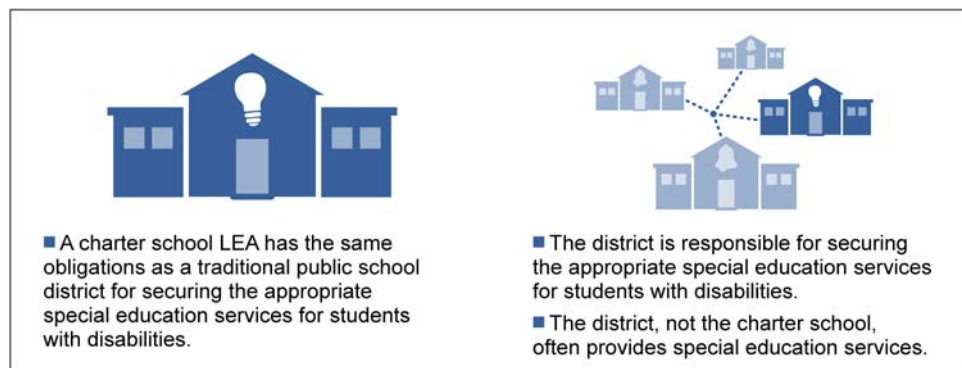 ■ A charter school LEA has the same
obligations as a traditional public school
district for securing the appropriate
special education services for students
with disabilities.
■ The district is responsible for securing
the appropriate special education services
for students with disabilities.
■ The district, not the charter school,
often provides special education services.